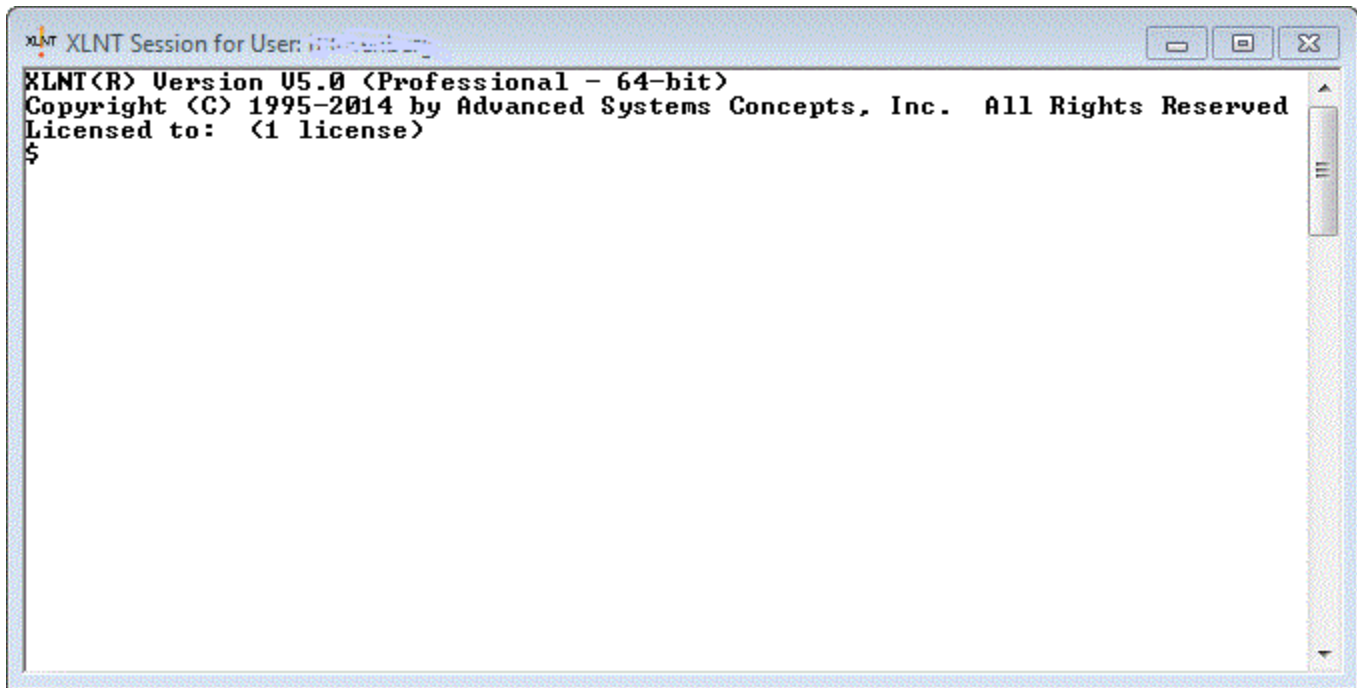 XLNT XLNT Session for User:
XLNT(R) Version V5.0 (Professional - 64-bit)
Copyright (C) 1995-2014 by Advanced Systems Concepts, Inc.  All Rights Reserved
Licensed to:  (1 license)
$